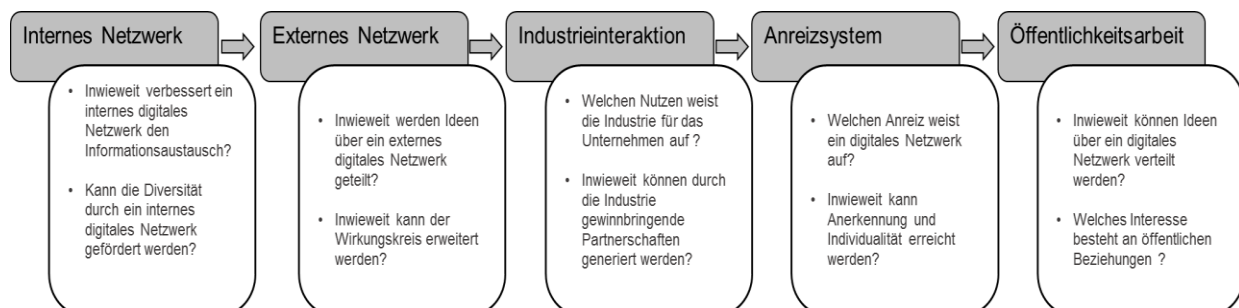 Internes Netzwerk
• Inwieweit verbessert ein
internes digitales
Netzwerk den
Informationsaustausch?
• Kann die Diversität
durch ein internes
digitales Netzwerk
gefördert werden?
Externes Netzwerk
• Inwieweit werden Ideen
über ein externes
digitales Netzwerk
geteilt?
• Inwieweit kann der
Wirkungskreis erweitert
werden?
Industrieinteraktion
• Welchen Nutzen weist
die Industrie für das
Unternehmen auf ?
• Inwieweit können durch
die Industrie
gewinnbringende
Partnerschaften
generiert werden?
Anreizsystem
• Welchen Anreiz weist
ein digitales Netzwerk
auf?
• Inwieweit kann
Anerkennung und
Individualität erreicht
werden?
Öffentlichkeitsarbeit
• Inwieweit können Ideen
über ein digitales
Netzwerk verteilt
werden?
• Welches Interesse
besteht an öffentlichen
Beziehungen ?